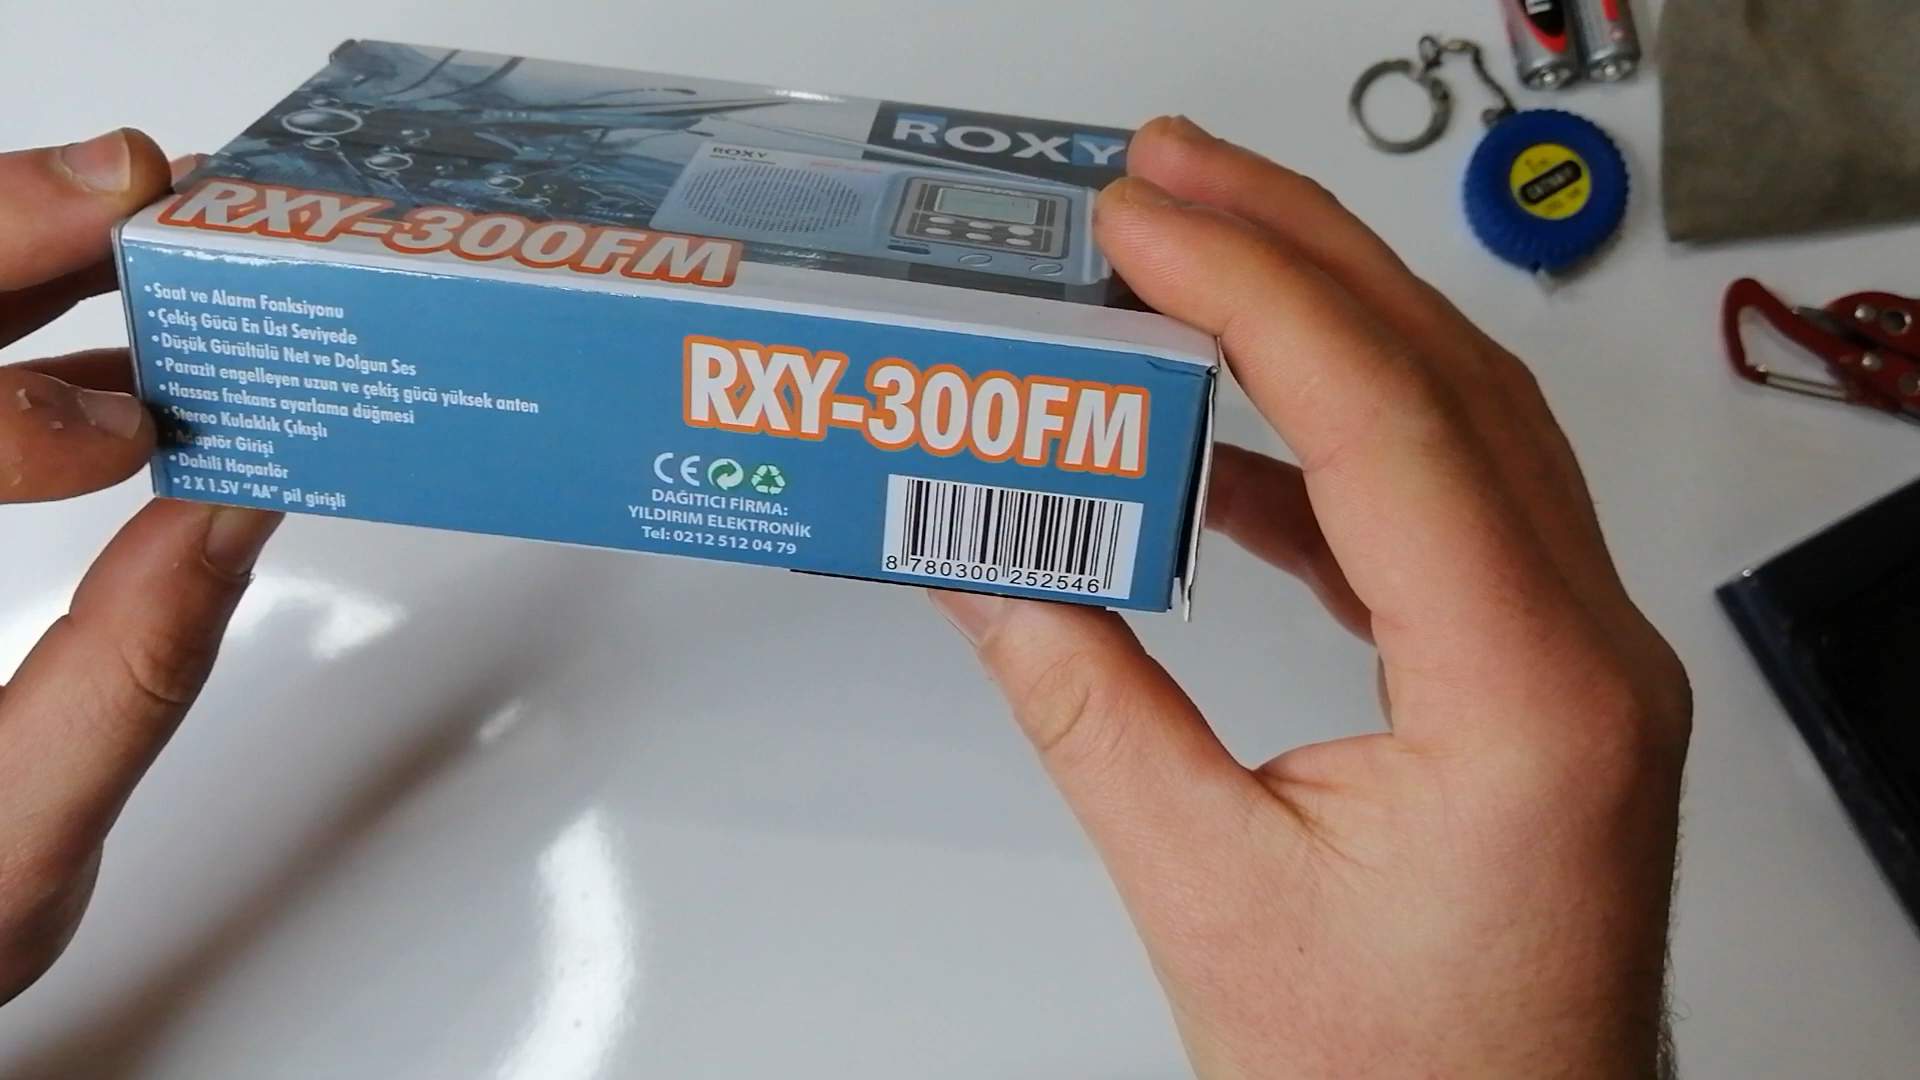 ROXY
ROXY
RXY-300FM
• Saat ve Alarm Fonksiyonu
• Çekiş Gücü En Üst Seviyede
• Düşük Gürültülü Net ve Dolgun Ses
• Parazit engelleyen uzun ve çekiş gücü yüksek anten
• Hassas frekans ayarlama düğmesi
• Stereo Kulaklık Çıkışlı
• Adaptör Girişi
• Dahili Hoparlör
• 2 X 1.5V “AA” pil girişli
RXY-300FM
CE
DAĞITICI FİRMA:
YILDIRIM ELEKTRONİK
Tel: 0212 512 04 79
8 780300 252546